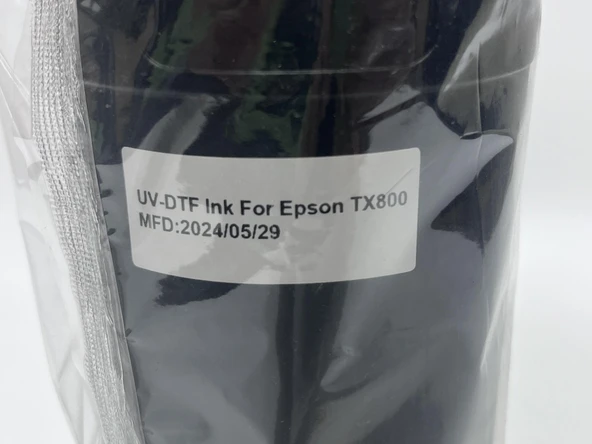 UV-DTF Ink For Epson TX800
MFD:2024/05/29